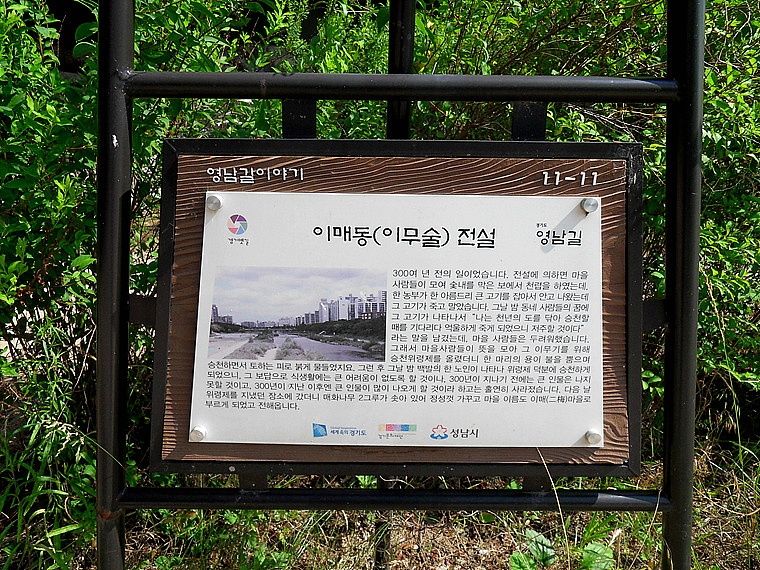 영남길이야기
11-11
경기옛길
이매동(이무술) 전설
경기도
영남길
300여 년 전의 일이었습니다. 전설에 의하면 마을
사람들이 모여 숯내를 막은 보에서 천렵을 하였는데,
한 농부가 한 아름드리 큰 고기를 잡아서 안고 나왔는데
그 고기가 죽고 말았습니다. 그날 밤 동네 사람들의 꿈에
그 고기가 나타나서 "나는 천년의 도를 닦아 승천할
때를 기다리다 억울하게 죽게 되었으니 저주할 것이다"
라는 말을 남겼는데, 마을 사람들은 두려워했습니다.
그래서 마을사람들이 뜻을 모아 그 이무기를 위해
승천위령제를 올렸더니 한 마리의 용이 불을 뿜으며
승천하면서 토하는 피로 붉게 물들었지요. 그런 후 그날 밤 백발의 한 노인이 나타나 위령제 덕분에 승천하게
되었으니, 그 보답으로 식생활에는 큰 어려움이 없도록 할 것이나, 300년이 지나기 전에는 큰 인물은 나지
못할 것이고, 300년이 지난 이후엔 큰 인물이 많이 나오게 할 것이라 하고는 홀연히 사라졌습니다. 다음 날
위령제를 지냈던 장소에 갔더니 매화나무 2그루가 솟아 있어 정성껏 가꾸고 마을 이름도 이매(二梅)마을로
부르게 되었고 전해옵니다.
세계속의 경기도
경기문화재단
성남시